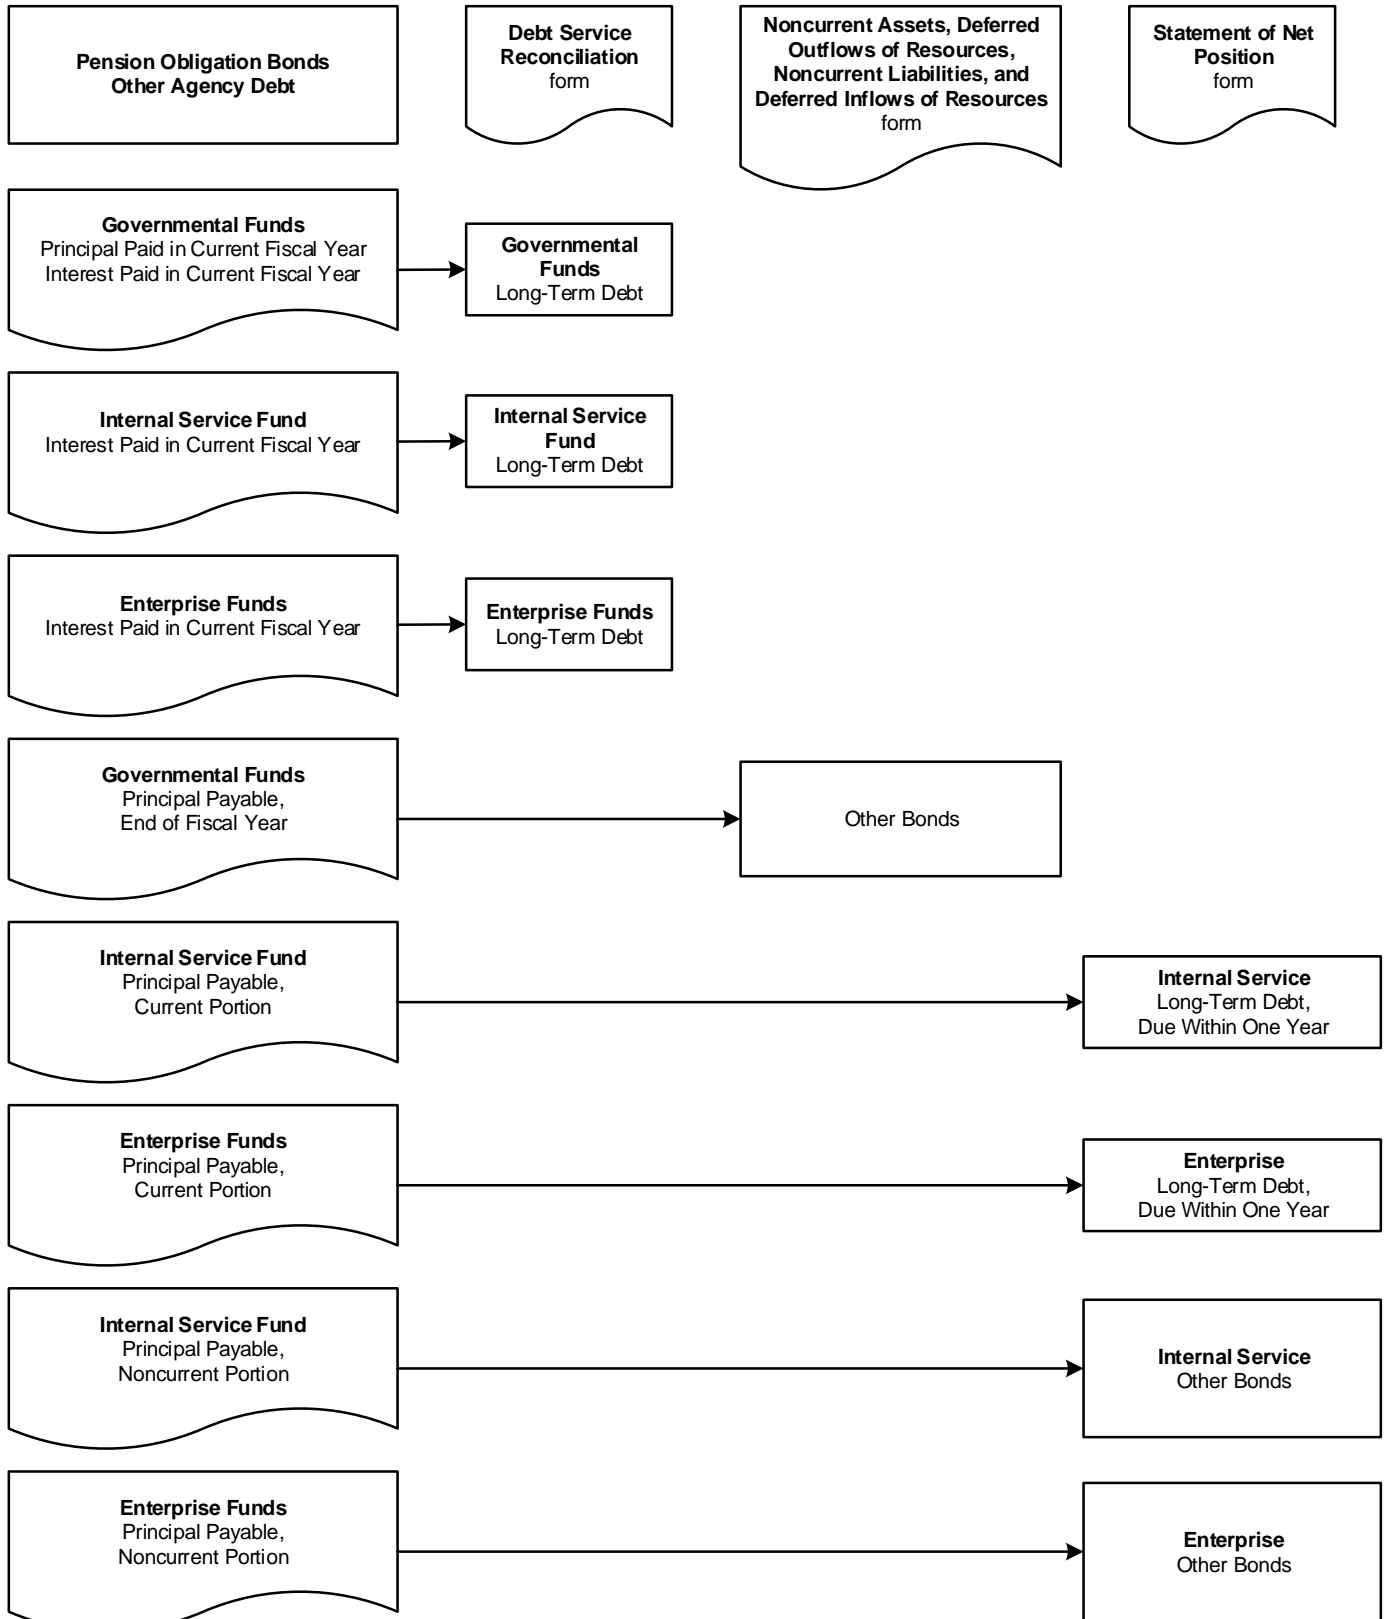 Pension Obligation Bonds
Other Agency Debt
Debt Service
Reconciliation
form
Noncurrent Assets, Deferred
Outflows of Resources,
Noncurrent Liabilities, and
Deferred Inflows of Resources
form
Statement of Net
Position
form
Governmental Funds
Principal Paid in Current Fiscal Year
Interest Paid in Current Fiscal Year
Governmental
Funds
Long-Term Debt
Internal Service Fund
Interest Paid in Current Fiscal Year
Internal Service
Fund
Long-Term Debt
Enterprise Funds
Interest Paid in Current Fiscal Year
Enterprise Funds
Long-Term Debt
Governmental Funds
Principal Payable,
End of Fiscal Year
Other Bonds
Internal Service Fund
Principal Payable,
Current Portion
Internal Service
Long-Term Debt,
Due Within One Year
Enterprise Funds
Principal Payable,
Current Portion
Enterprise
Long-Term Debt,
Due Within One Year
Internal Service Fund
Principal Payable,
Noncurrent Portion
Internal Service
Other Bonds
Enterprise Funds
Principal Payable,
Noncurrent Portion
Enterprise
Other Bonds